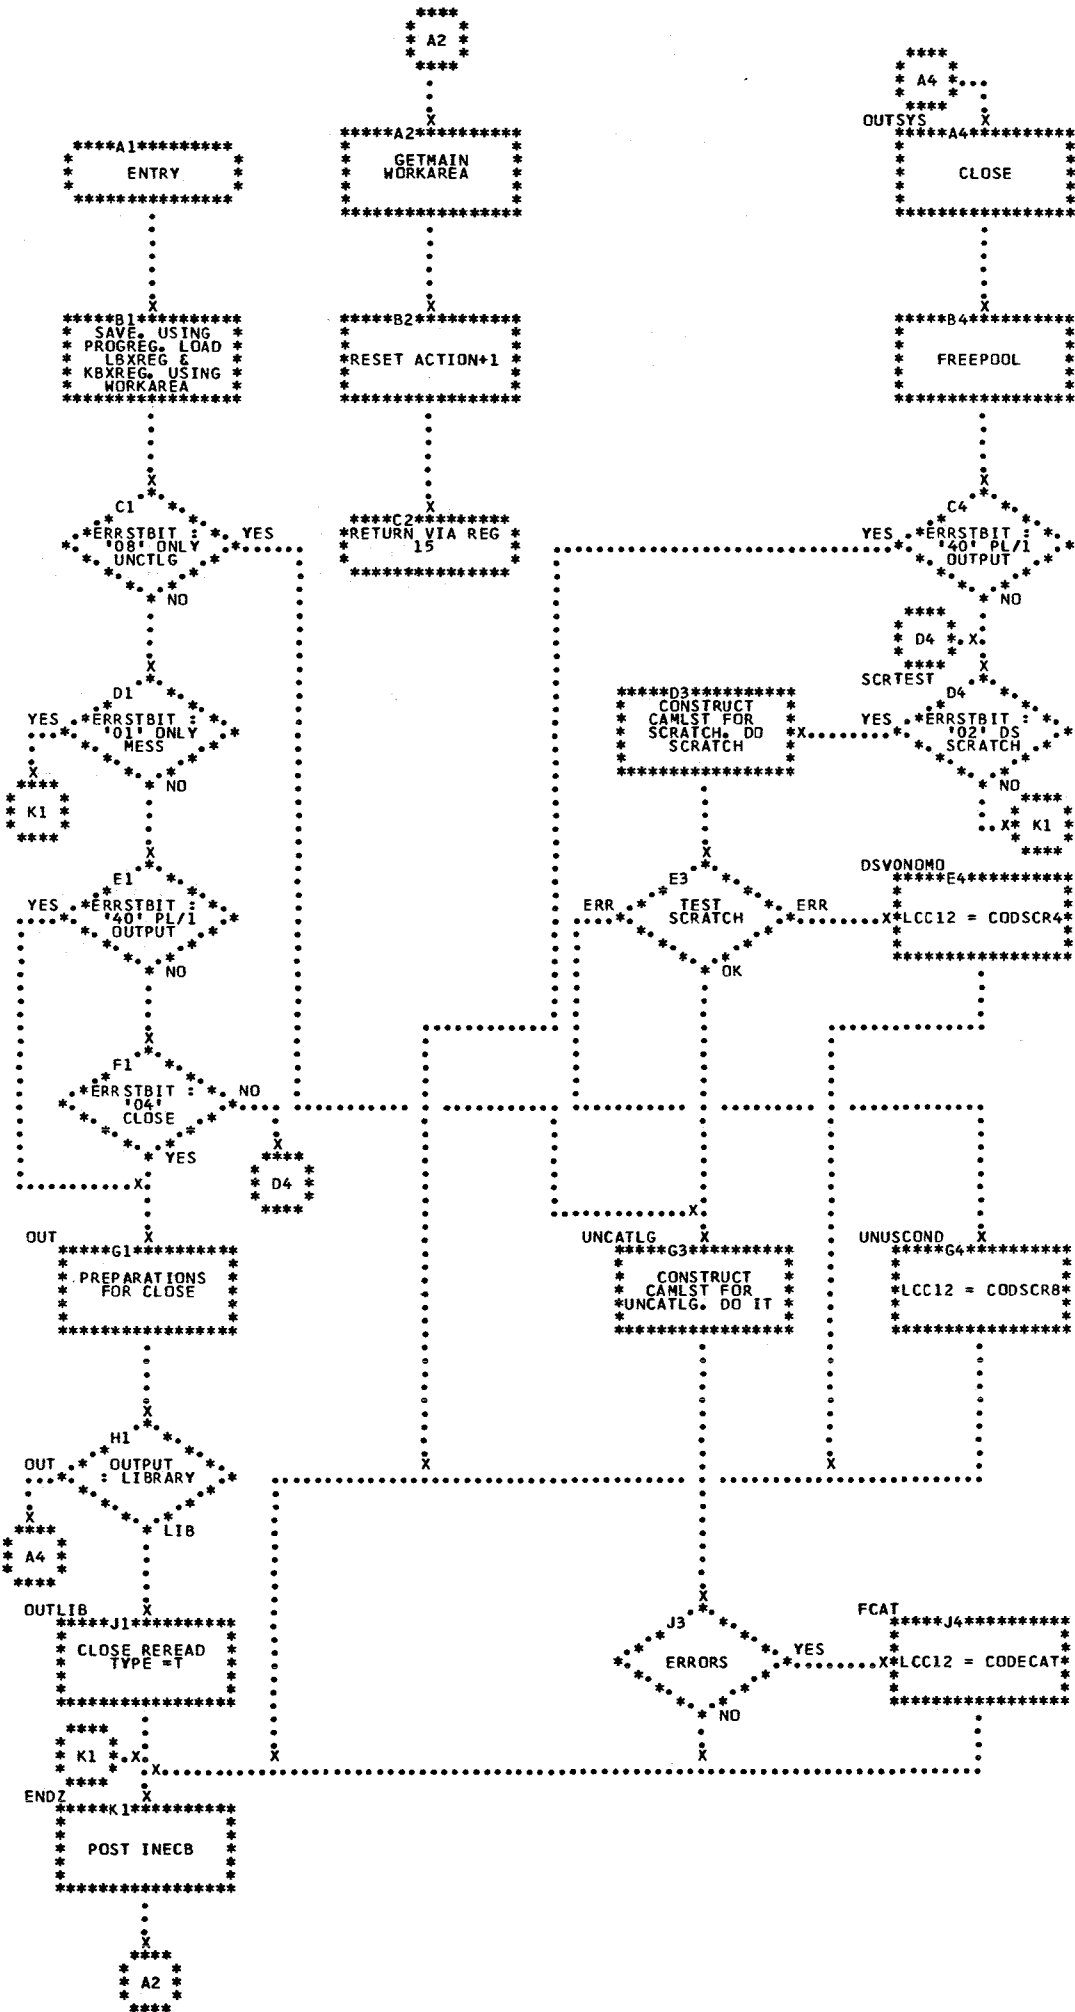 A2
A4
OUTSYS
A1
ENTRY
A2
GETMAIN
WORKAREA
A4
CLOSE
B1
SAVE. USING
PROGREG. LOAD
LBXREG &
KBXREG. USING
WORKAREA
B2
RESET ACTION+1
B4
FREEPOOL
C1
ERRSTBIT :
'08' ONLY
UNCTLG
YES
NO
C2
RETURN VIA REG
15
C4
YES
ERRSTBIT :
'40' PL/1
OUTPUT
NO
D4
SCRTEST
D1
YES
ERRSTBIT :
'01' ONLY
MESS
NO
K1
D3
CONSTRUCT
CAMLST FOR
SCRATCH. DO
SCRATCH
D4
YES
ERRSTBIT :
'02' DS
SCRATCH
NO
K1
E1
YES
ERRSTBIT :
'40' PL/1
OUTPUT
NO
E3
ERR
TEST
SCRATCH
ERR
OK
DSVONOMO
E4
LCC12 = CODSCR4
F1
ERRSTBIT :
'04'
CLOSE
NO
YES
D4
OUT
G1
PREPARATIONS
FOR CLOSE
UNCATLG
G3
CONSTRUCT
CAMLST FOR
UNCATLG. DO IT
UNUSCOND
G4
LCC12 = CODSCR8
H1
OUT
OUTPUT
: LIBRARY
LIB
A4
OUTLIB
J1
CLOSE REREAD
TYPE =T
J3
ERRORS
YES
NO
FCAT
J4
LCC12 = CODECAT
K1
ENDZ
K1
POST INECB
A2